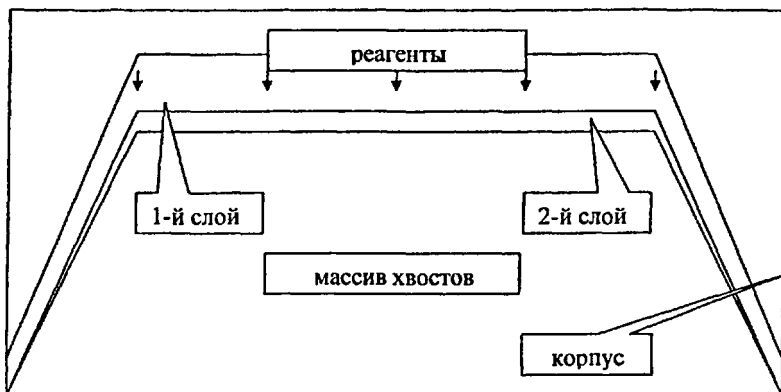 реагенты
1-й слой
2-й слой
массив хвостов
корпус